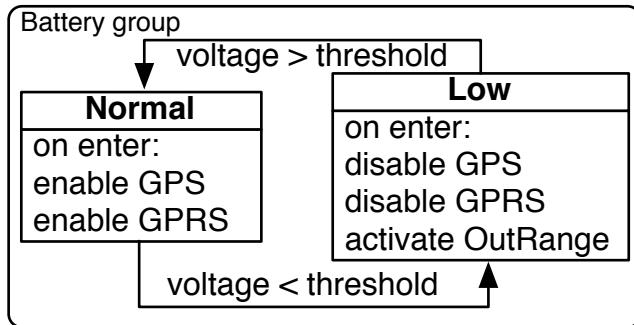 Battery group
voltage > threshold
Normal
on enter:
enable GPS
enable GPRS
Low
on enter:
disable GPS
disable GPRS
activate OutRange
voltage < threshold